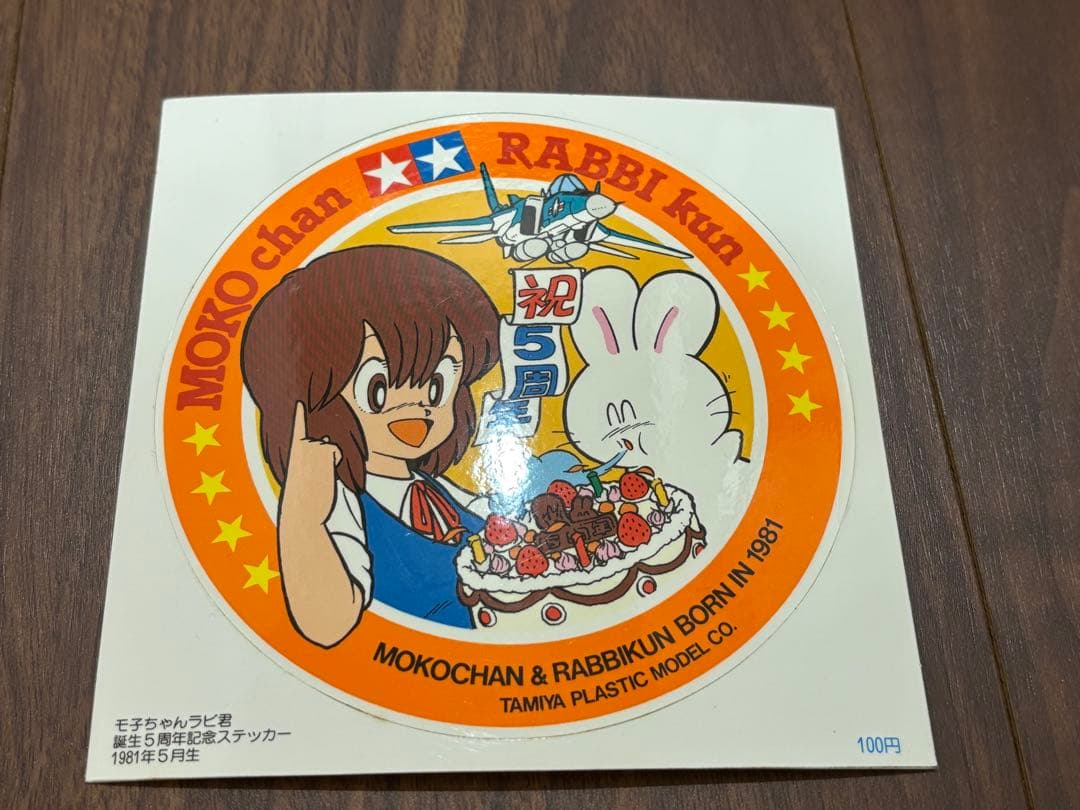 MOKO chan
RABBI kun
祝
5周年
MOKOCHAN & RABBIKUN BORN IN 1981
TAMIYA PLASTIC MODEL CO.
モ子ちゃんラビ君
誕生5周年記念ステッカー
1981年5月生
100円